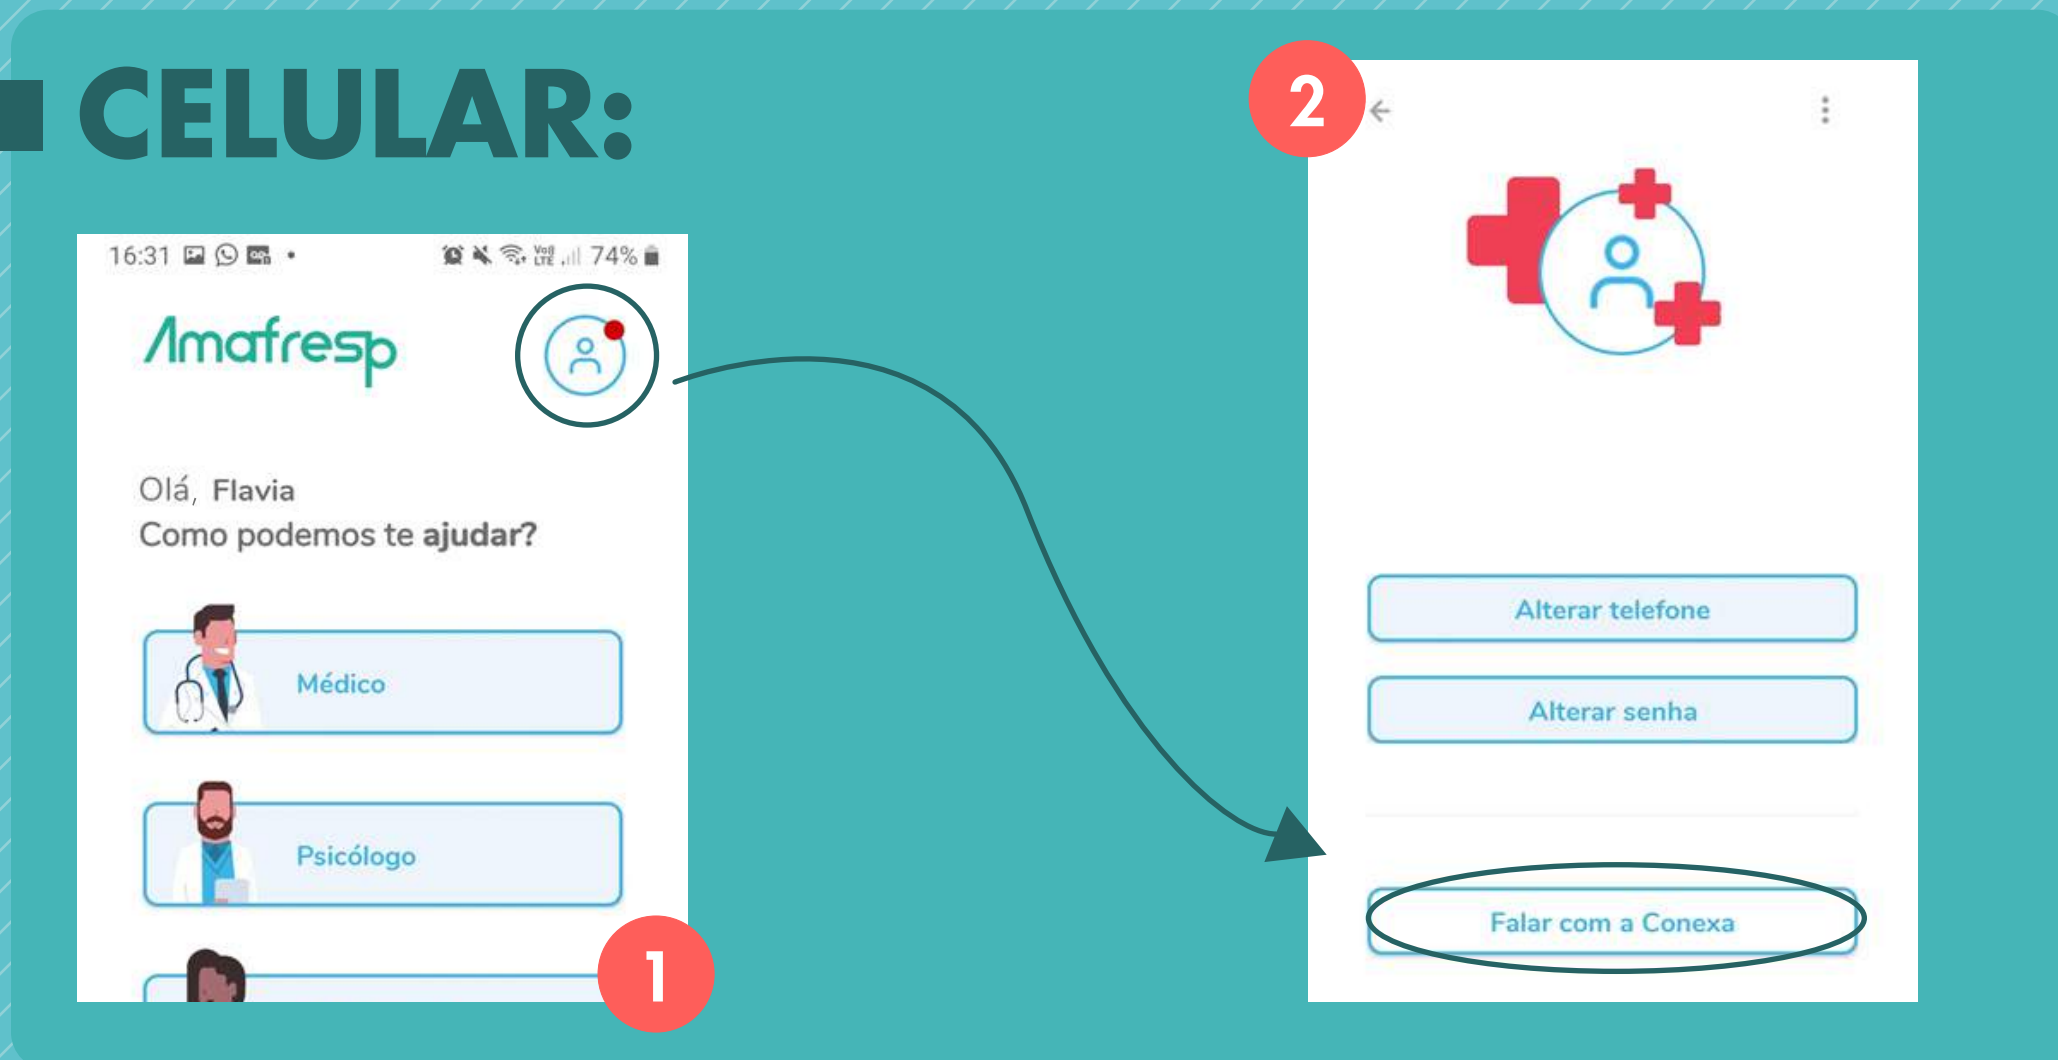 CELULAR:
16:31
74%
Amafresp
Olá, Flavia
Como podemos te ajudar?
Médico
Psicólogo
1
2
Alterar telefone
Alterar senha
Falar com a Conexa